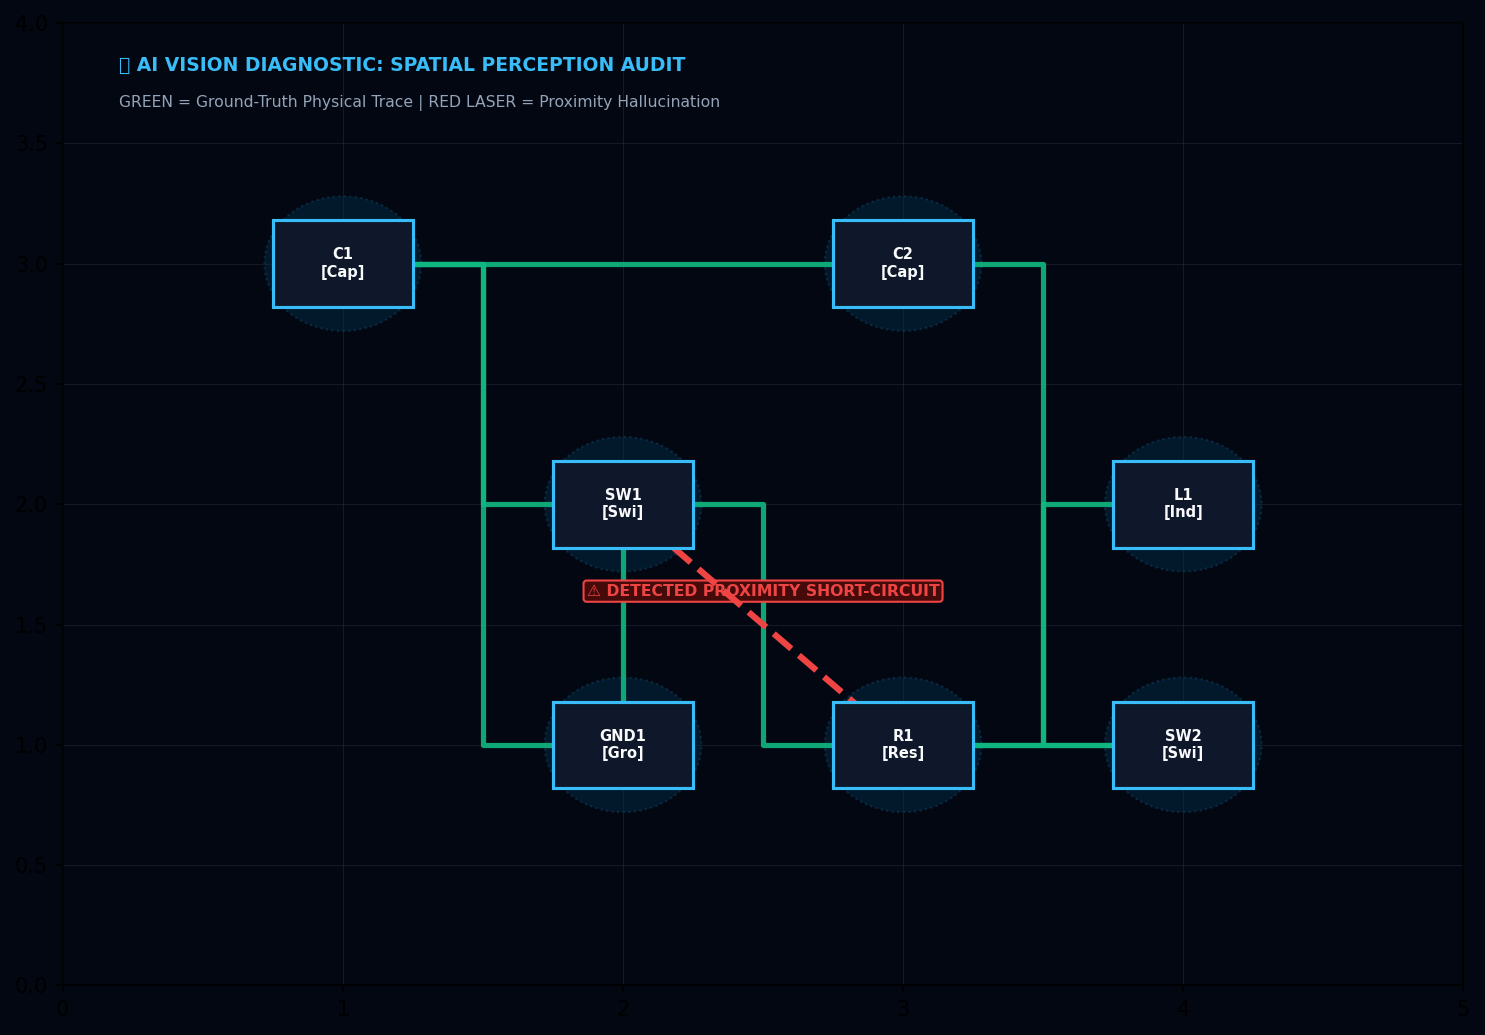 AI VISION DIAGNOSTIC: SPATIAL PERCEPTION AUDIT
GREEN = Ground-Truth Physical Trace | RED LASER = Proximity Hallucination
C1
[Cap]
C2
[Cap]
SW1
[Swi]
L1
[Ind]
⚠ DETECTED PROXIMITY SHORT-CIRCUIT
GND1
[Gro]
R1
[Res]
SW2
[Swi]
4.0
3.5
3.0
2.5
2.0
1.5
1.0
0.5
0.0
0
1
2
3
4
5